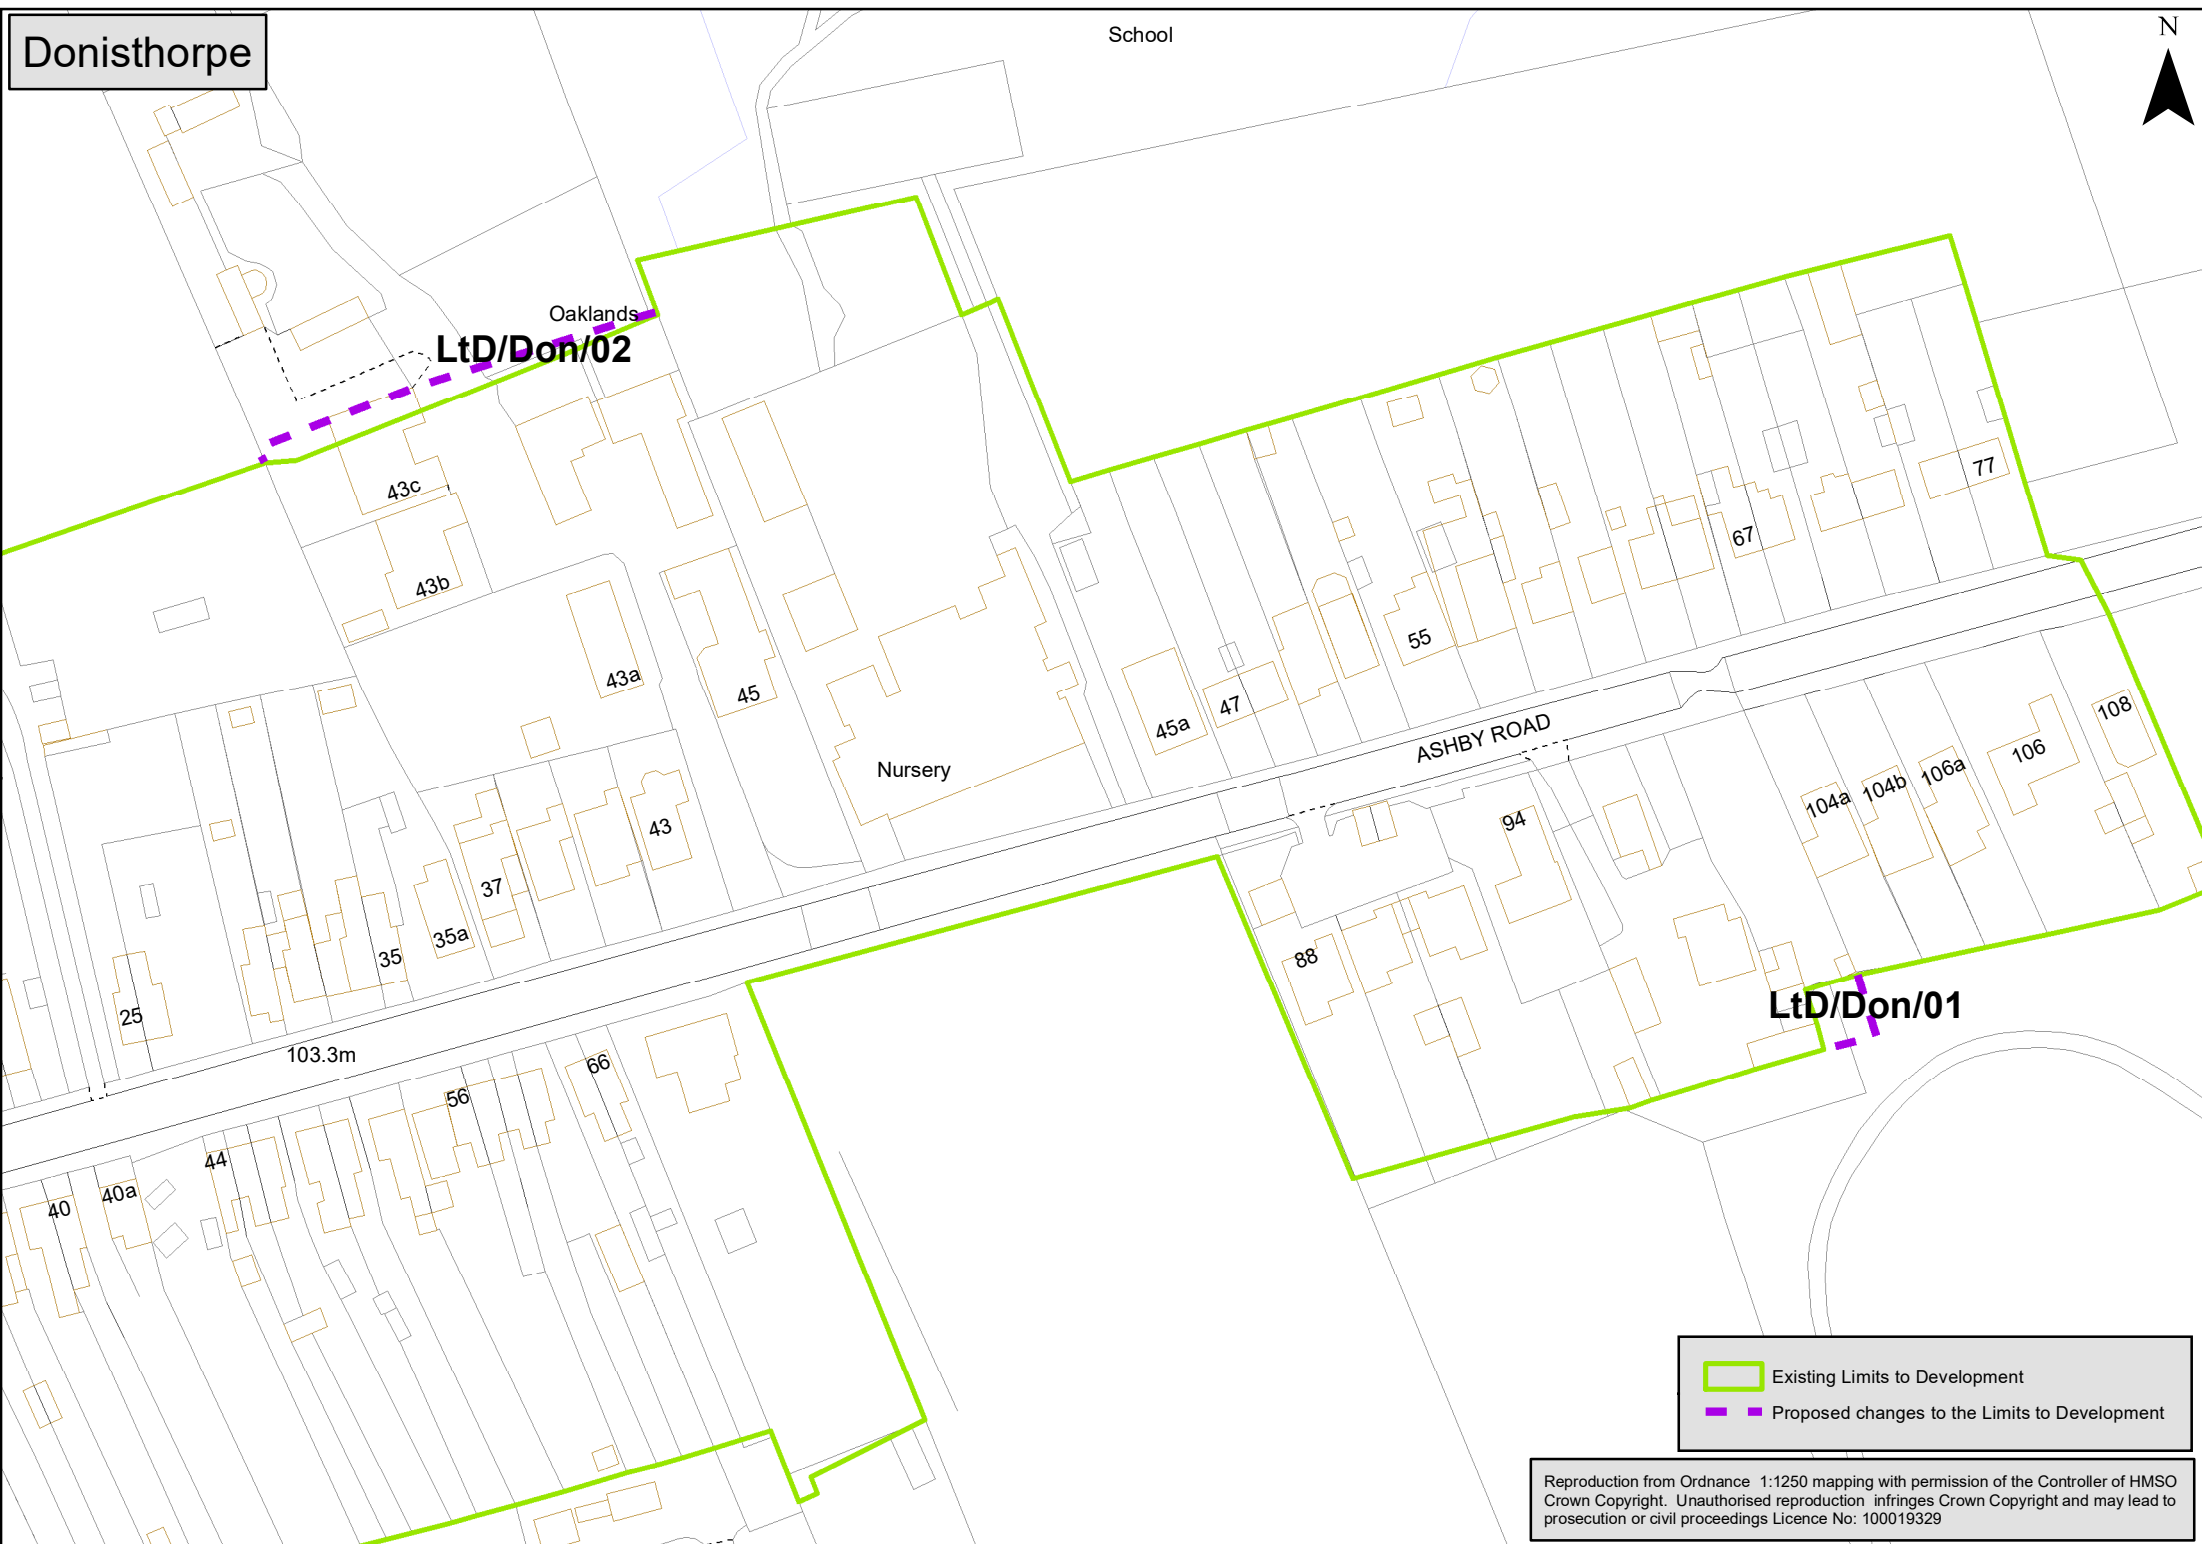 Donisthorpe
School
N
Oaklands
LtD/Don/02
43c
43b
43a
45
77
67
55
47
45a
ASHBY ROAD
Nursery
43
37
35a
35
25
103.3m
108
106
106a
104b
104a
94
88
LtD/Don/01
66
56
44
40a
40
Existing Limits to Development
Proposed changes to the Limits to Development
Reproduction from Ordnance 1:1250 mapping with permission of the Controller of HMSO
Crown Copyright. Unauthorised reproduction infringes Crown Copyright and may lead to
prosecution or civil proceedings Licence No: 100019329